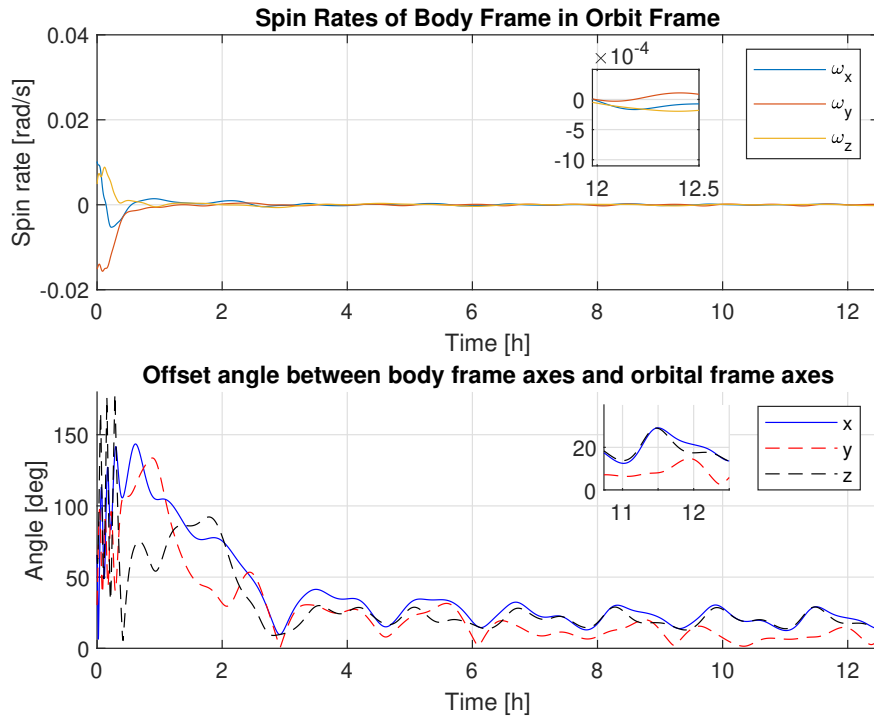 Spin Rates of Body Frame in Orbit Frame
Spin rate [rad/s]
0.04
0.02
0
-0.02
0 2 4 6 8 10 12
Time [h]
×10⁻⁴
0
-5
-10
12 12.5
ωx
ωy
ωz
Offset angle between body frame axes and orbital frame axes
Angle [deg]
150
100
50
0
0 2 4 6 8 10 12
Time [h]
20
0
11 12
x
y
z